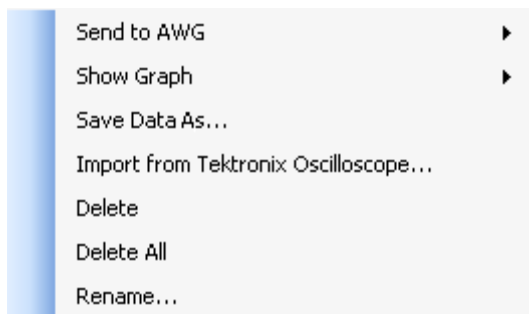 Send to AWG
Show Graph
Save Data As...
Import from Tektronix Oscilloscope...
Delete
Delete All
Rename...